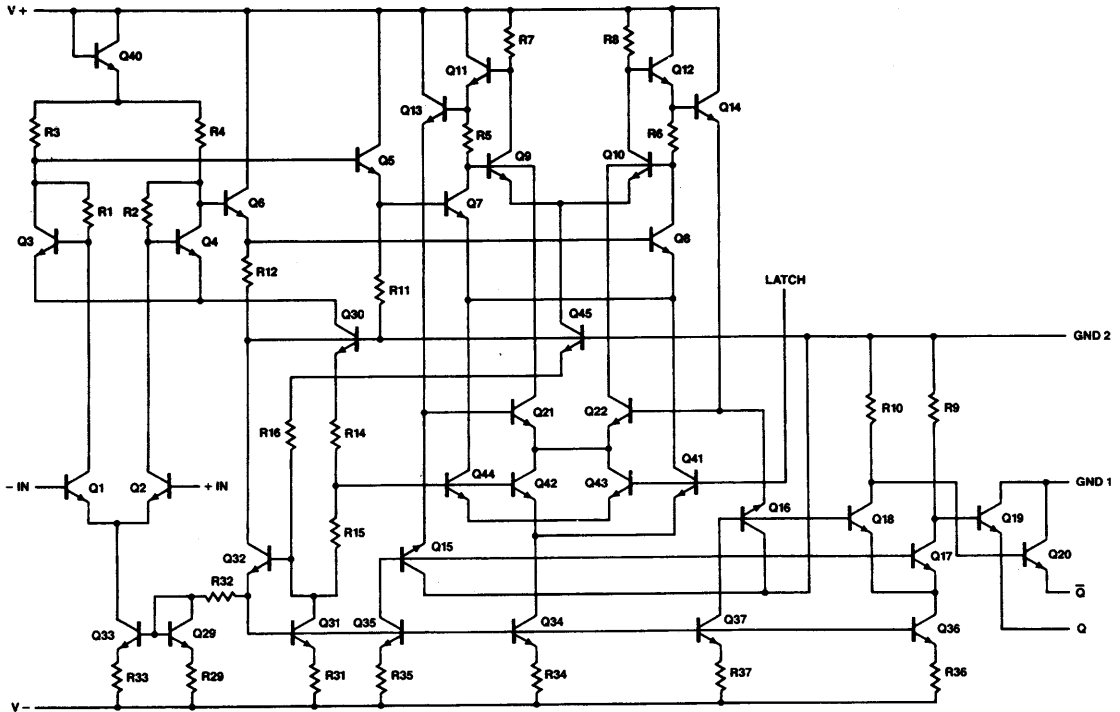 V +
R7
R8
Q40
Q11
Q12
Q13
Q14
R3
R4
R5
R6
Q5
Q9
Q10
R1
R2
Q6
Q7
Q3
Q4
Q8
R12
R11
LATCH
Q30
Q45
GND 2
Q21
Q22
R10
R9
R16
R14
Q44
Q41
– IN
Q1
Q2
+ IN
Q42
Q43
GND 1
Q16
Q18
Q19
R15
Q15
Q17
Q20
Q32
R32
Q̅
Q33
Q29
Q31
Q35
Q34
Q37
Q36
Q
R33
R29
R31
R35
R34
R37
R36
V –